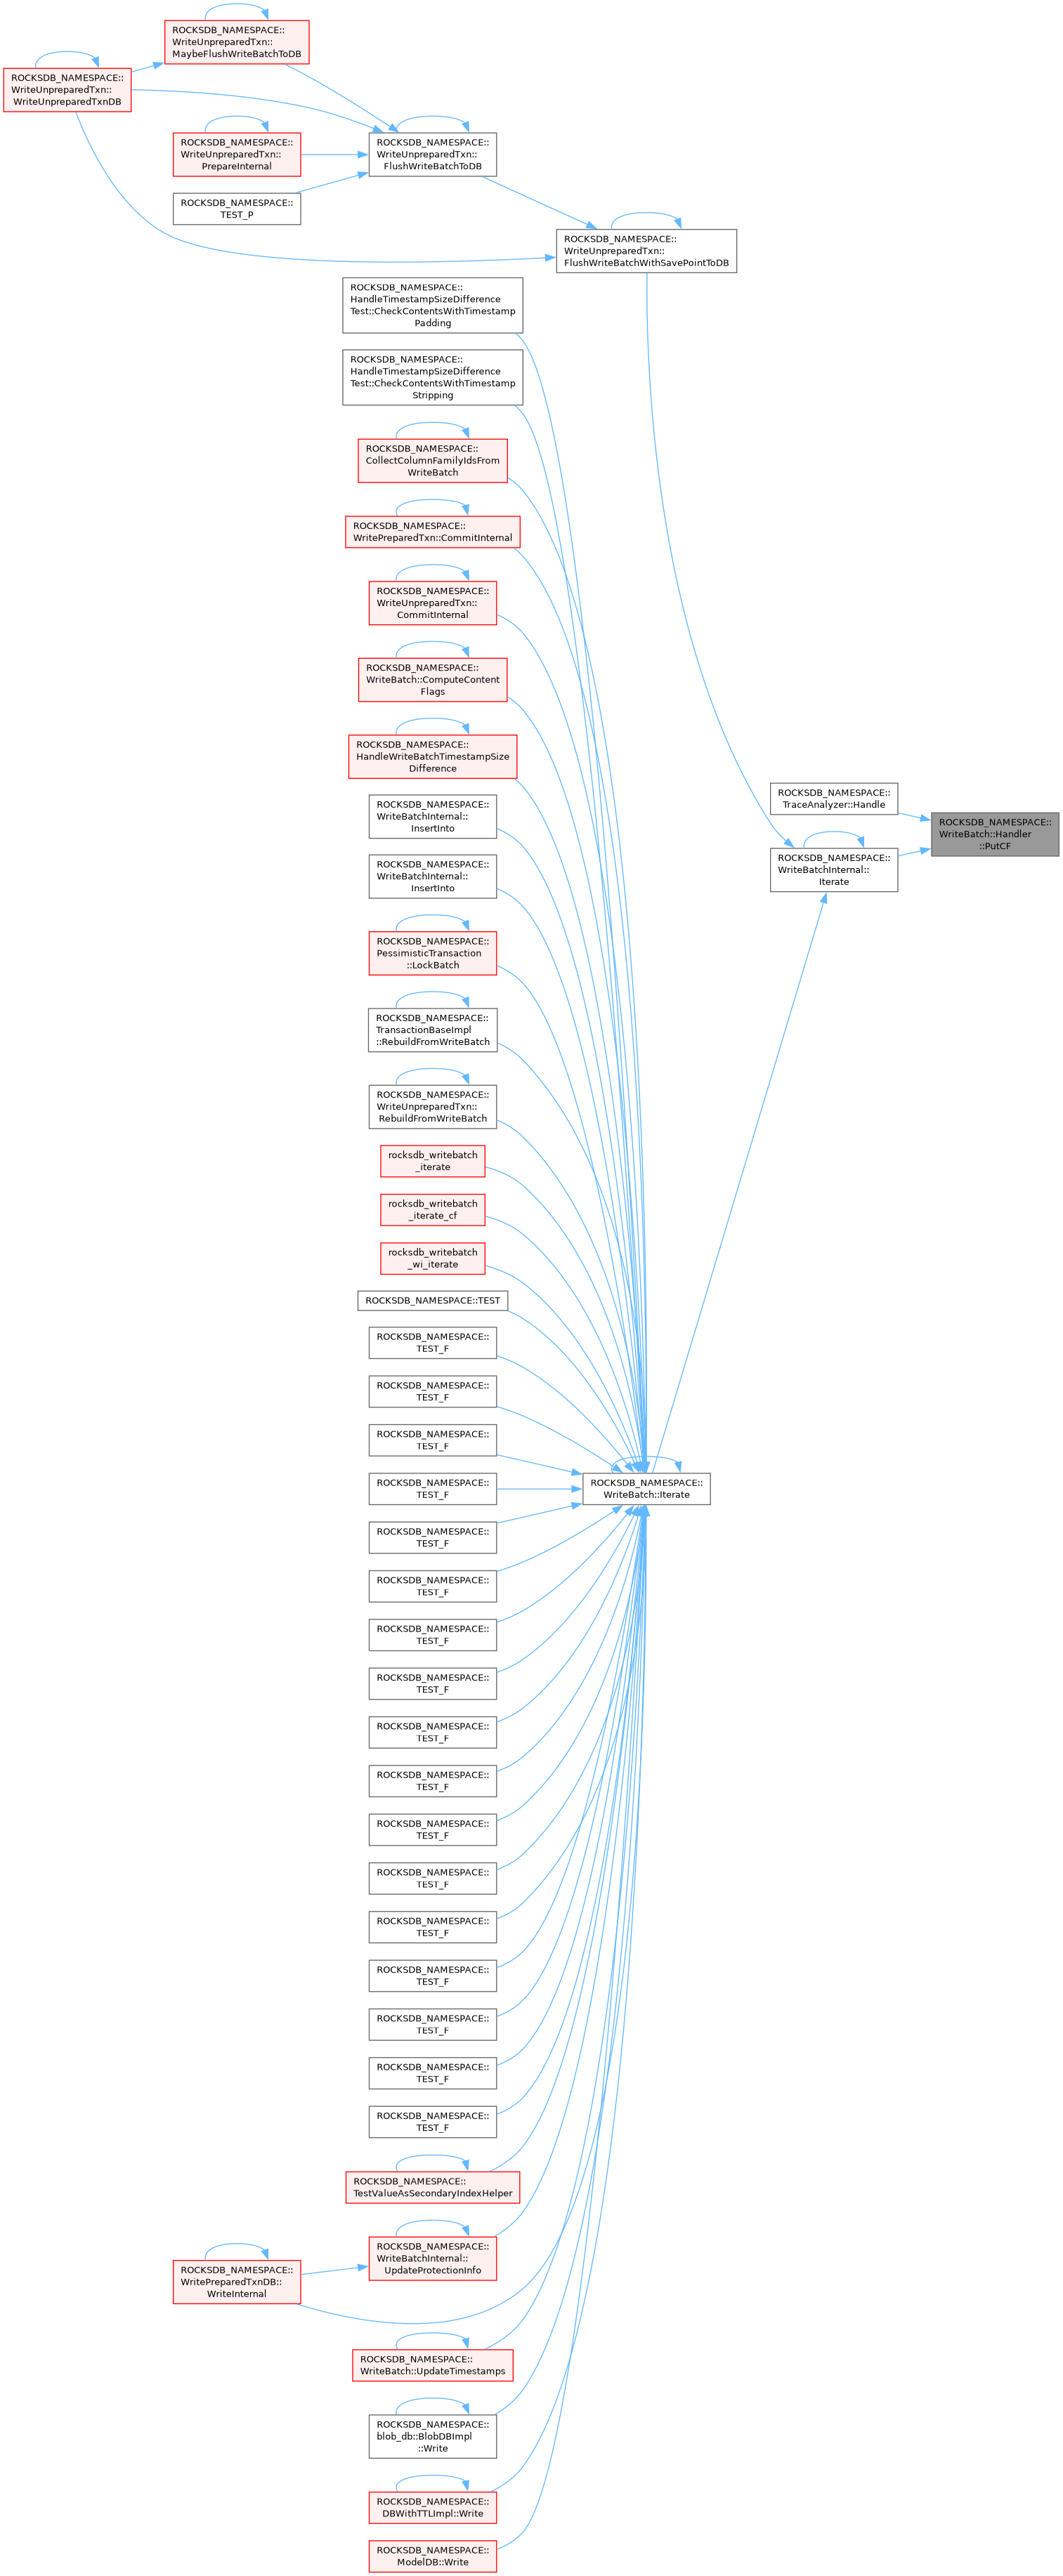 ROCKSDB_NAMESPACE::
WriteUnpreparedTxn::
MaybeFlushWriteBatchToDB
ROCKSDB_NAMESPACE::
WriteUnpreparedTxn::
WriteUnpreparedTxnDB
ROCKSDB_NAMESPACE::
WriteUnpreparedTxn::
PrepareInternal
ROCKSDB_NAMESPACE::
WriteUnpreparedTxn::
FlushWriteBatchToDB
ROCKSDB_NAMESPACE::
TEST_P
ROCKSDB_NAMESPACE::
WriteUnpreparedTxn::
FlushWriteBatchWithSavePointToDB
ROCKSDB_NAMESPACE::
HandleTimestampSizeDifference
Test::CheckContentsWithTimestamp
Padding
ROCKSDB_NAMESPACE::
HandleTimestampSizeDifference
Test::CheckContentsWithTimestamp
Stripping
ROCKSDB_NAMESPACE::
CollectColumnFamilyIdsFrom
WriteBatch
ROCKSDB_NAMESPACE::
WritePreparedTxn::CommitInternal
ROCKSDB_NAMESPACE::
WriteUnpreparedTxn::
CommitInternal
ROCKSDB_NAMESPACE::
WriteBatch::ComputeContent
Flags
ROCKSDB_NAMESPACE::
HandleWriteBatchTimestampSize
Difference
ROCKSDB_NAMESPACE::
TraceAnalyzer::Handle
ROCKSDB_NAMESPACE::
WriteBatch::Handler
::PutCF
ROCKSDB_NAMESPACE::
WriteBatchInternal::
InsertInto
ROCKSDB_NAMESPACE::
WriteBatchInternal::
Iterate
ROCKSDB_NAMESPACE::
WriteBatchInternal::
InsertInto
ROCKSDB_NAMESPACE::
PessimisticTransaction
::LockBatch
ROCKSDB_NAMESPACE::
TransactionBaseImpl
::RebuildFromWriteBatch
ROCKSDB_NAMESPACE::
WriteUnpreparedTxn::
RebuildFromWriteBatch
rocksdb_writebatch
_iterate
rocksdb_writebatch
_iterate_cf
rocksdb_writebatch
_wi_iterate
ROCKSDB_NAMESPACE::TEST
ROCKSDB_NAMESPACE::
TEST_F
ROCKSDB_NAMESPACE::
TEST_F
ROCKSDB_NAMESPACE::
TEST_F
ROCKSDB_NAMESPACE::
TEST_F
ROCKSDB_NAMESPACE::
WriteBatch::Iterate
ROCKSDB_NAMESPACE::
TEST_F
ROCKSDB_NAMESPACE::
TEST_F
ROCKSDB_NAMESPACE::
TEST_F
ROCKSDB_NAMESPACE::
TEST_F
ROCKSDB_NAMESPACE::
TEST_F
ROCKSDB_NAMESPACE::
TEST_F
ROCKSDB_NAMESPACE::
TEST_F
ROCKSDB_NAMESPACE::
TEST_F
ROCKSDB_NAMESPACE::
TEST_F
ROCKSDB_NAMESPACE::
TEST_F
ROCKSDB_NAMESPACE::
TEST_F
ROCKSDB_NAMESPACE::
TEST_F
ROCKSDB_NAMESPACE::
TEST_F
ROCKSDB_NAMESPACE::
TestValueAsSecondaryIndexHelper
ROCKSDB_NAMESPACE::
WriteBatchInternal::
UpdateProtectionInfo
ROCKSDB_NAMESPACE::
WritePreparedTxnDB::
WriteInternal
ROCKSDB_NAMESPACE::
WriteBatch::UpdateTimestamps
ROCKSDB_NAMESPACE::
blob_db::BlobDBImpl
::Write
ROCKSDB_NAMESPACE::
DBWithTTLImpl::Write
ROCKSDB_NAMESPACE::
ModelDB::Write